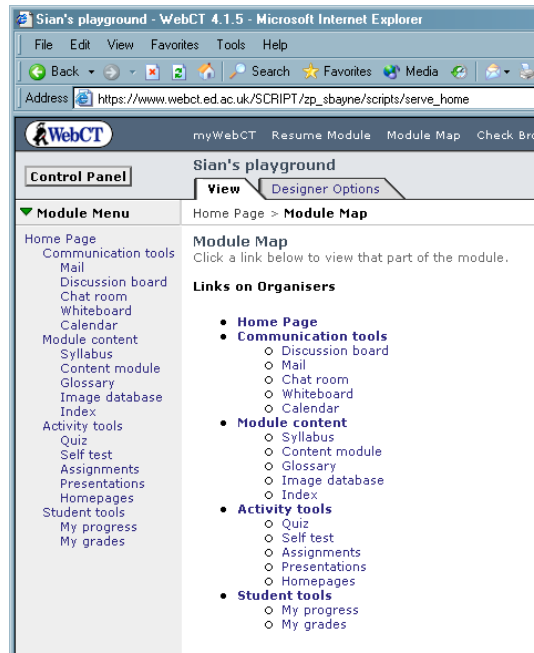 Sian's playground - WebCT 4.1.5 - Microsoft Internet Explorer
File Edit View Favorites Tools Help
Back Search Favorites Media
Address https://www.webct.ed.ac.uk/SCRIPT/zp_sbayne/scripts/serve_home
WebCT myWebCT Resume Module Module Map Check
Control Panel
Sian's playground
View Designer Options
Module Menu
Home Page > Module Map
Home Page
Communication tools
Mail
Discussion board
Chat room
Whiteboard
Calendar
Module content
Syllabus
Content module
Glossary
Image database
Index
Activity tools
Quiz
Self test
Assignments
Presentations
Homepages
Student tools
My progress
My grades
Module Map
Click a link below to view that part of the module.
Links on Organisers
Home Page
Communication tools
Discussion board
Mail
Chat room
Whiteboard
Calendar
Module content
Syllabus
Content module
Glossary
Image database
Index
Activity tools
Quiz
Self test
Assignments
Presentations
Homepages
Student tools
My progress
My grades